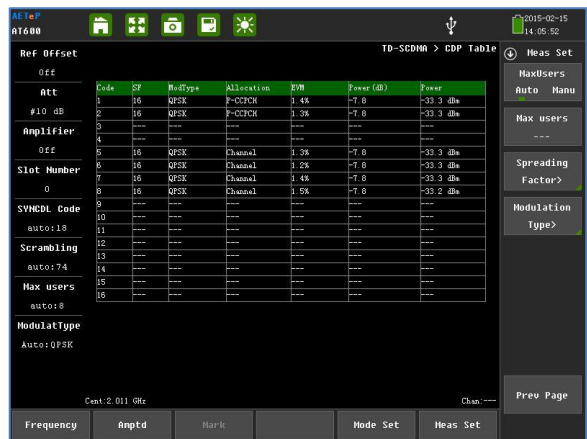 AETeP
AT600
2015-02-15
14:05:52
TD-SCDMA > CDP Table
Ref Offset
Off
Att
#10 dB
Amplifier
Off
Slot Number
0
SYNCDL Code
auto:18
Scrambling
auto:74
Max users
auto:8
ModulatType
Auto:QPSK
Code SF ModType Allocation EVM Power(dB) Power
1 16 QPSK P-CCPCH 1.4% -7.8 -33.3 dBm
2 16 QPSK P-CCPCH 1.3% -7.8 -33.3 dBm
3 --- --- --- --- --- ---
4 --- --- --- --- --- ---
5 16 QPSK Channel 1.3% -7.8 -33.3 dBm
6 16 QPSK Channel 1.2% -7.8 -33.3 dBm
7 16 QPSK Channel 1.4% -7.8 -33.3 dBm
8 16 QPSK Channel 1.5% -7.8 -33.2 dBm
9 --- --- --- --- --- ---
10 --- --- --- --- --- ---
11 --- --- --- --- --- ---
12 --- --- --- --- --- ---
13 --- --- --- --- --- ---
14 --- --- --- --- --- ---
15 --- --- --- --- --- ---
16 --- --- --- --- --- ---
Cent:2.011 GHz
Chan:---
Meas Set
MaxUsers
Auto Manu
Max users
---
Spreading
Factor>
Modulation
Type>
Prev Page
Frequency
Amptd
Mark
Mode Set
Meas Set